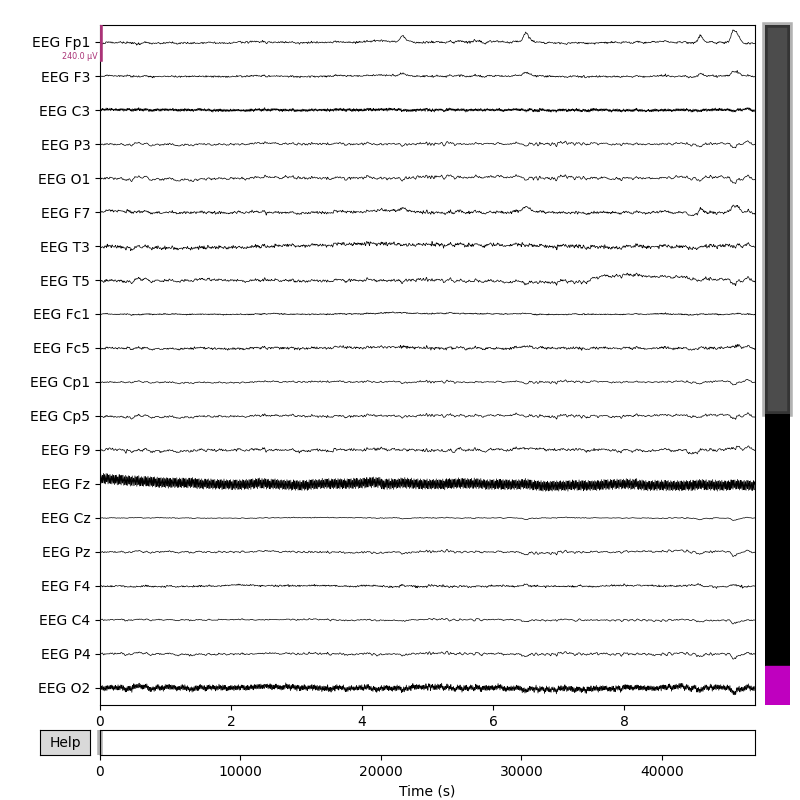 EEG Fp1
240.0 µV
EEG F3
EEG C3
EEG P3
EEG O1
EEG F7
EEG T3
EEG T5
EEG Fc1
EEG Fc5
EEG Cp1
EEG Cp5
EEG F9
EEG Fz
EEG Cz
EEG Pz
EEG F4
EEG C4
EEG P4
EEG O2
0 2 4 6 8
Help
0 10000 20000 30000 40000
Time (s)